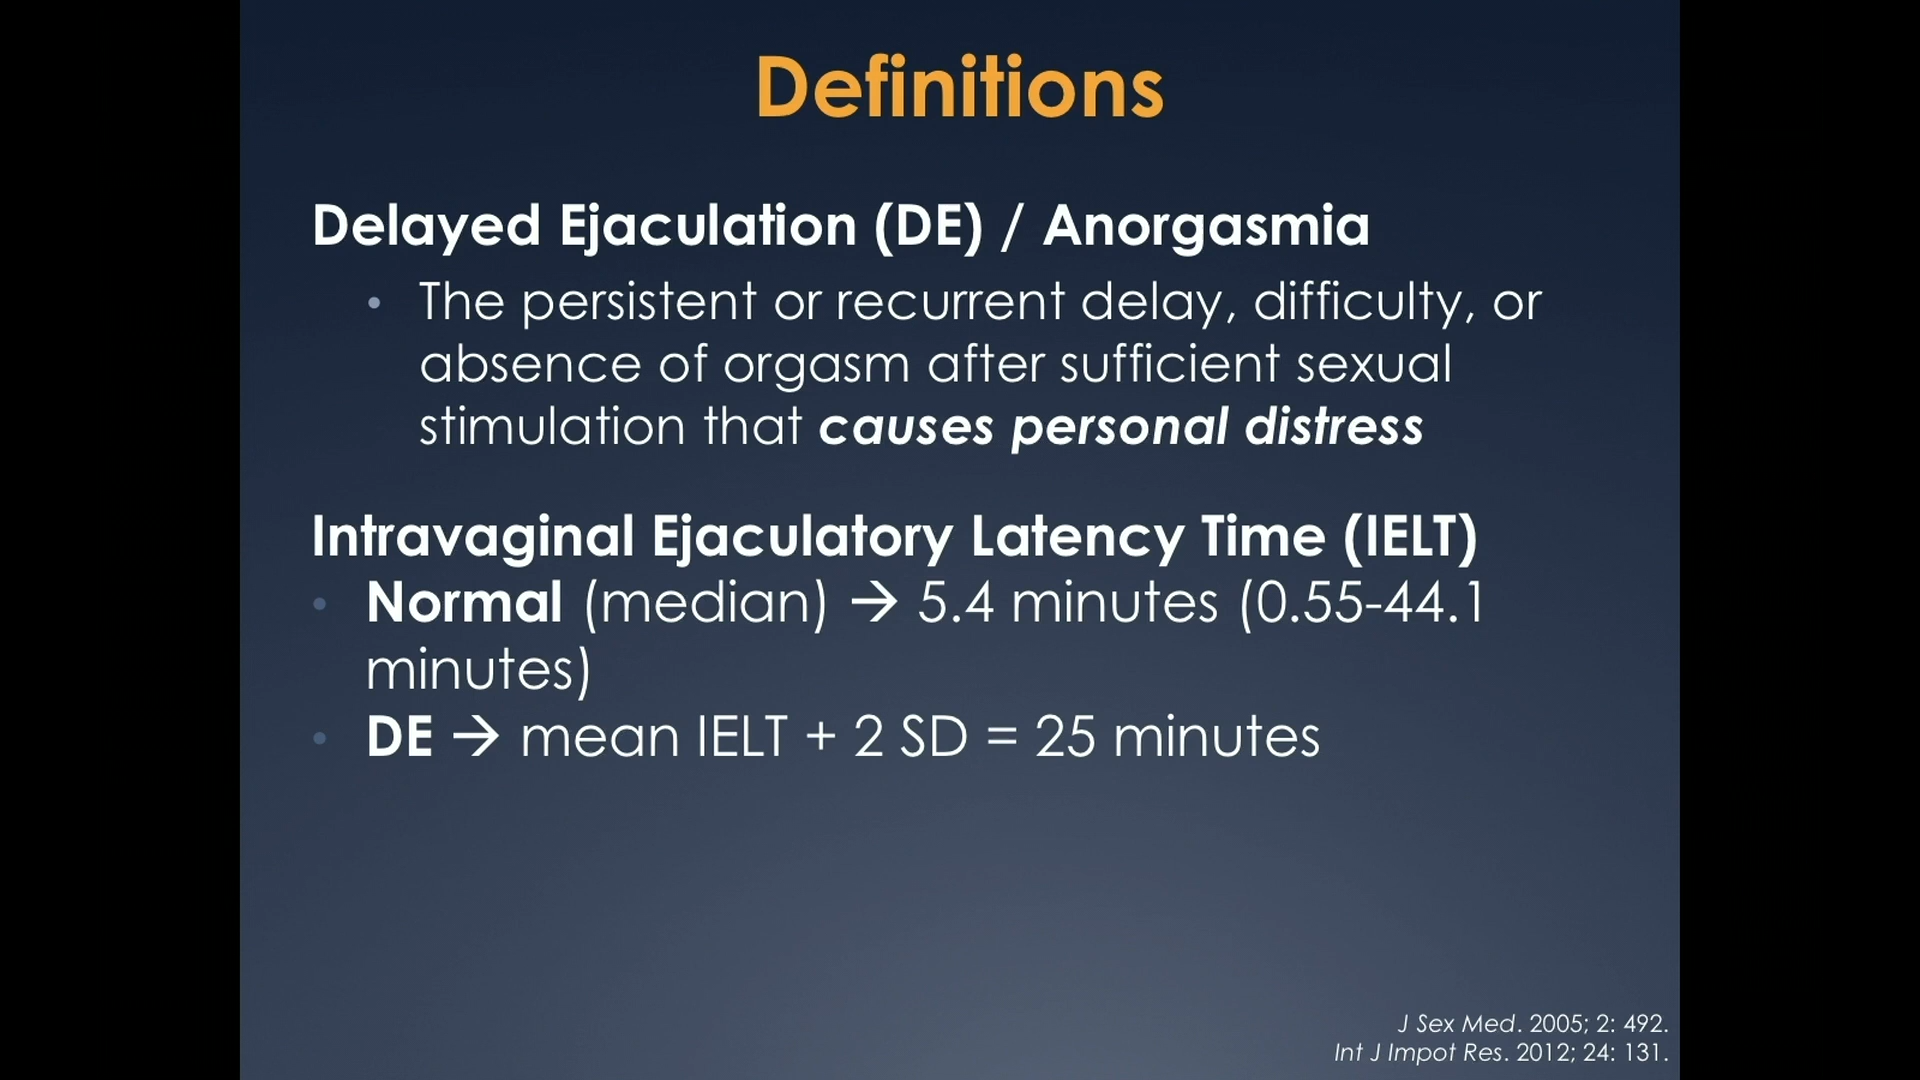 Definitions
Delayed Ejaculation (DE) / Anorgasmia
• The persistent or recurrent delay, difficulty, or
absence of orgasm after sufficient sexual
stimulation that causes personal distress
Intravaginal Ejaculatory Latency Time (IELT)
• Normal (median) → 5.4 minutes (0.55-44.1
minutes)
• DE → mean IELT + 2 SD = 25 minutes
J Sex Med. 2005; 2: 492.
Int J Impot Res. 2012; 24: 131.